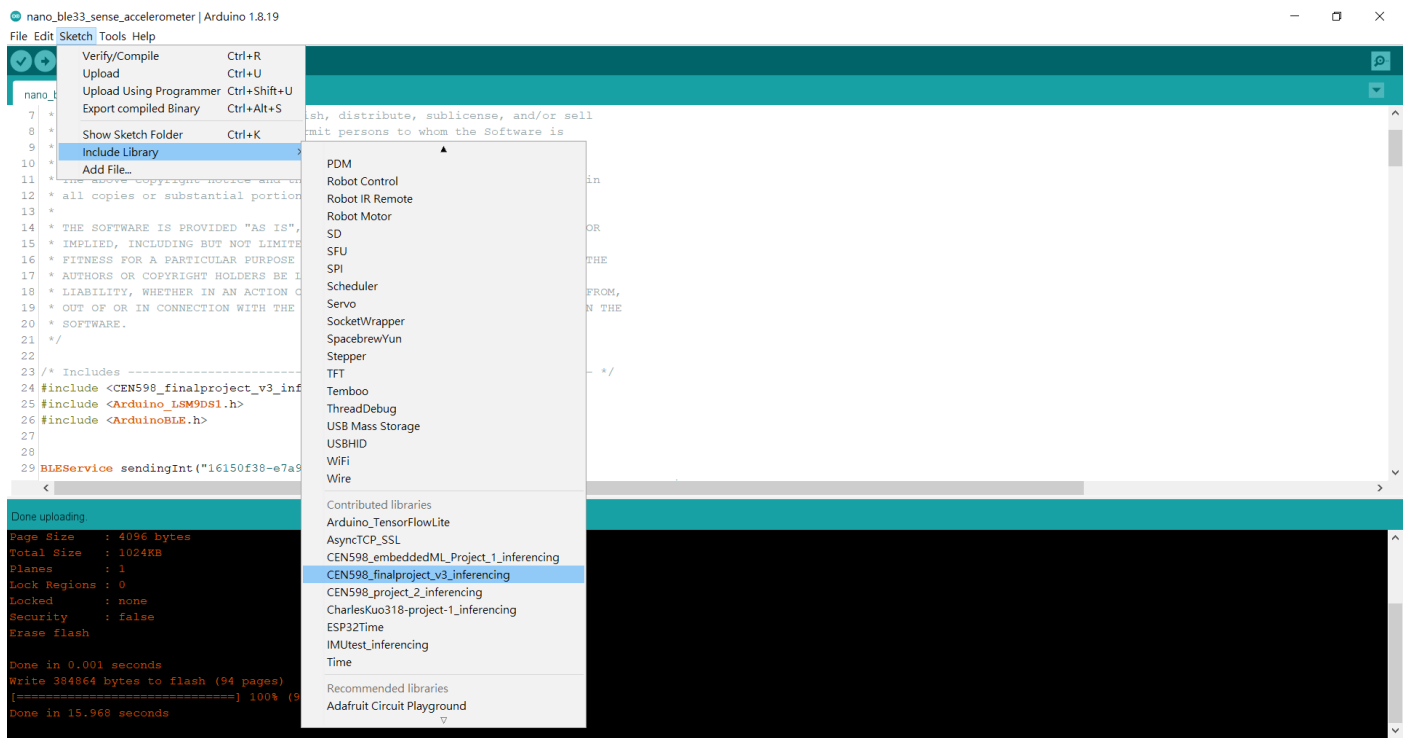 nano_ble33_sense_accelerometer | Arduino 1.8.19
File Edit Sketch Tools Help
Verify/Compile Ctrl+R
Upload Ctrl+U
Upload Using Programmer Ctrl+Shift+U
Export compiled Binary Ctrl+Alt+S
Show Sketch Folder Ctrl+K
Include Library
Add File...
nano_b
7 * ish, distribute, sublicense, and/or sell
8 * rmit persons to whom the Software is
9 *
10 *
11 * The above copyright notice and th in
12 * all copies or substantial portion
13 *
14 * THE SOFTWARE IS PROVIDED "AS IS", OR
15 * IMPLIED, INCLUDING BUT NOT LIMITE
16 * FITNESS FOR A PARTICULAR PURPOSE THE
17 * AUTHORS OR COPYRIGHT HOLDERS BE L
18 * LIABILITY, WHETHER IN AN ACTION O FROM,
19 * OUT OF OR IN CONNECTION WITH THE N THE
20 * SOFTWARE.
21 */
22
23 /* Includes ---------------------------- - */
24 #include <CEN598_finalproject_v3_inf
25 #include <Arduino_LSM9DS1.h>
26 #include <ArduinoBLE.h>
27
28
29 BLEService sendingInt("16150f38-e7a9
PDM
Robot Control
Robot IR Remote
Robot Motor
SD
SFU
SPI
Scheduler
Servo
SocketWrapper
SpacebrewYun
Stepper
TFT
Temboo
ThreadDebug
USB Mass Storage
USBHID
WiFi
Wire
Contributed libraries
Arduino_TensorFlowLite
AsyncTCP_SSL
CEN598_embeddedML_Project_1_inferencing
CEN598_finalproject_v3_inferencing
CEN598_project_2_inferencing
CharlesKuo318-project-1_inferencing
ESP32Time
IMUtest_inferencing
Time
Recommended libraries
Adafruit Circuit Playground
Done uploading.
Page Size : 4096 bytes
Total Size : 1024KB
Planes : 1
Lock Regions : 0
Locked : none
Security : false
Erase flash
Done in 0.001 seconds
Write 384864 bytes to flash (94 pages)
[==============================] 100% (9
Done in 15.968 seconds